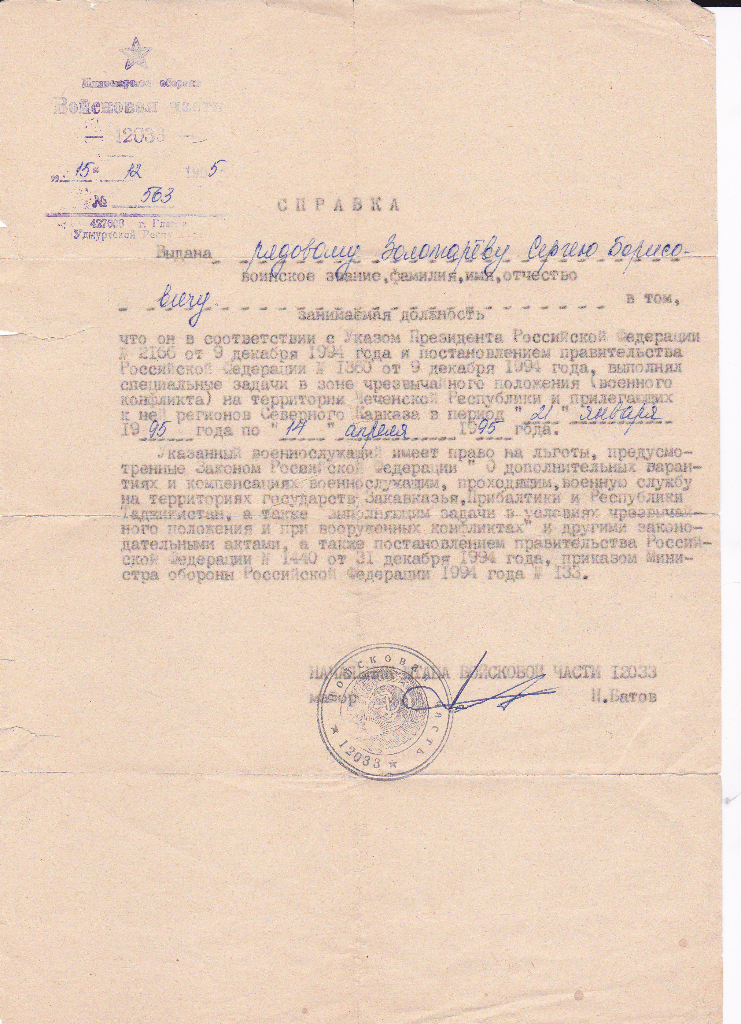 Министерство обороны
Войсковая часть
— 12033 —
„ 15 “ 12 1995
№ 563
427600 г. Глазов
Удмуртской Республики
СПРАВКА
Выдана рядовому Золотарёву Сергею Борисо-
воинское звание,фамилия,имя,отчество
вичу в том,
занимаемая должность
что он в соответствии с Указом Президента Российской Федерации
№ 2166 от 9 декабря 1994 года и постановлением правительства
Российской Федерации № 1360 от 9 декабря 1994 года, выполнял
специальные задачи в зоне чрезвычайного положения (военного
конфликта) на территории Чеченской Республики и прилегающих
к ней регионов Северного Кавказа в период " 21 " января
1995 года по " 14 " апреля 1995 года.
Указанный военнослужащий имеет право на льготы, предусмо-
тренные Законом Российской Федерации " О дополнительных гаран-
тиях и компенсациях военнослужащим, проходящим,военную службу
на территориях государств Закавказья,Прибалтики и Республики
Таджикистан, а также выполняющим задачи в условиях чрезвычай-
ного положения и при вооруженных конфликтах" и другими законо-
дательными актами, а также постановлением правительства Россий-
ской Федерации № 1440 от 31 декабря 1994 года, приказом Мини-
стра обороны Российской Федерации 1994 года № 133.
НАЧАЛЬНИК ШТАБА ВОЙСКОВОЙ ЧАСТИ 12033
майор Н.Батов
ВОЙСКОВАЯ ЧАСТЬ
★ 12033 ★